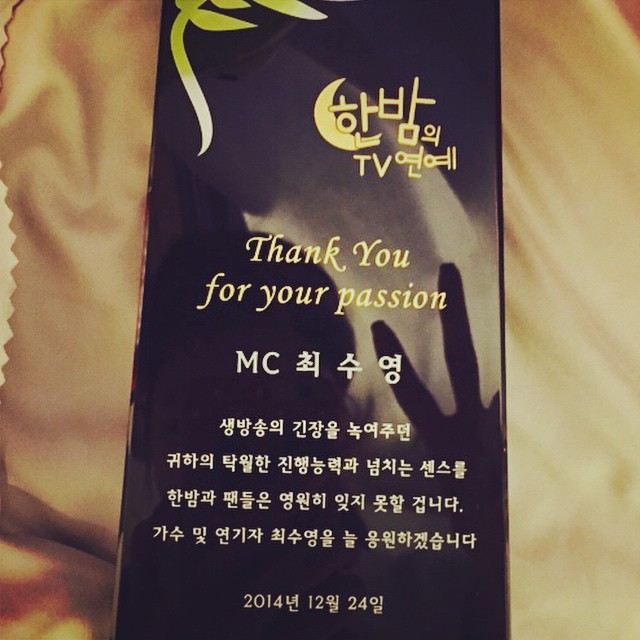 한밤의
TV연예
Thank You
for your passion
MC 최수영
생방송의 긴장을 녹여주던
귀하의 탁월한 진행능력과 넘치는 센스를
한밤과 팬들은 영원히 잊지 못할 겁니다.
가수 및 연기자 최수영을 늘 응원하겠습니다
2014년 12월 24일